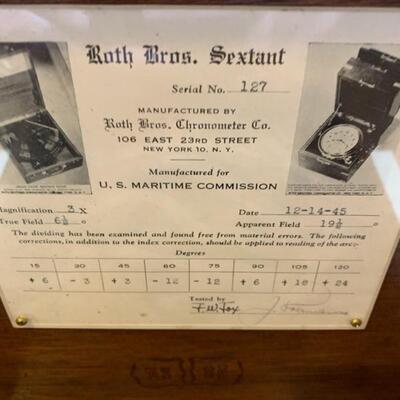 Roth Bros. Sextant
Serial No. 127
MANUFACTURED BY
Roth Bros. Chronometer Co.
106 EAST 23RD STREET
NEW YORK 10, N. Y.
Manufactured for
U. S. MARITIME COMMISSION
Magnification 3 X Date 12-14-45
True Field 6½ ° Apparent Field 19½ °
The dividing has been examined and found free from material errors. The following
corrections, in addition to the index correction, should be applied to reading of the arc:
Degrees
15 30 45 60 75 90 105 120
+ 6 - 3 + 3 - 12 - 12 + 6 + 18 + 24
Tested by
F.W. Fox